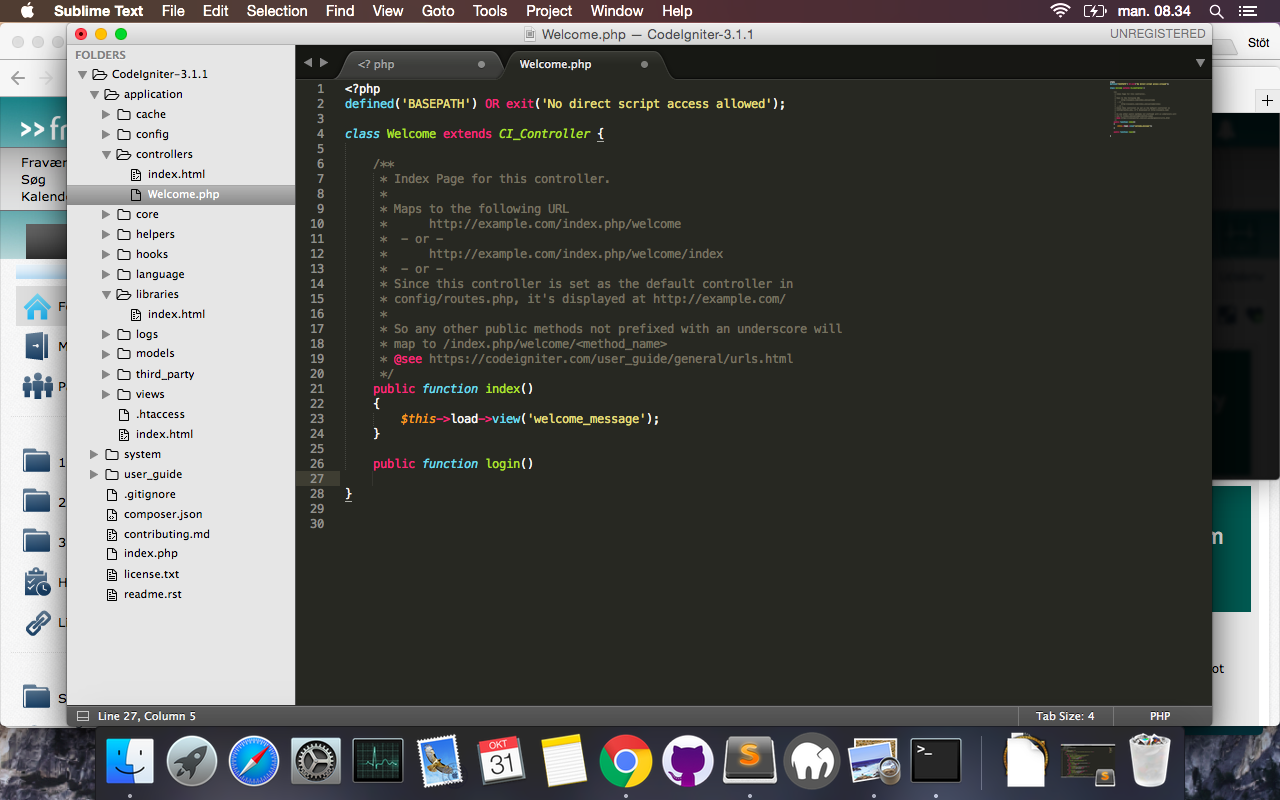 Sublime Text File Edit Selection Find View Goto Tools Project Window Help man. 08.34
Welcome.php — CodeIgniter-3.1.1 UNREGISTERED
Stöt
FOLDERS
CodeIgniter-3.1.1
application
cache
config
controllers
index.html
Welcome.php
core
helpers
hooks
language
libraries
index.html
logs
models
third_party
views
.htaccess
index.html
system
user_guide
.gitignore
composer.json
contributing.md
index.php
license.txt
readme.rst
<? php
Welcome.php
1 <?php
2 defined('BASEPATH') OR exit('No direct script access allowed');
3
4 class Welcome extends CI_Controller {
5
6 /**
7 * Index Page for this controller.
8 *
9 * Maps to the following URL
10 * http://example.com/index.php/welcome
11 * - or -
12 * http://example.com/index.php/welcome/index
13 * - or -
14 * Since this controller is set as the default controller in
15 * config/routes.php, it's displayed at http://example.com/
16 *
17 * So any other public methods not prefixed with an underscore will
18 * map to /index.php/welcome/<method_name>
19 * @see https://codeigniter.com/user_guide/general/urls.html
20 */
21 public function index()
22 {
23 $this->load->view('welcome_message');
24 }
25
26 public function login()
27
28 }
29
30
>> fr
Fravær
Søg
Kalende
1
2
3
Line 27, Column 5 Tab Size: 4 PHP
OKT
31